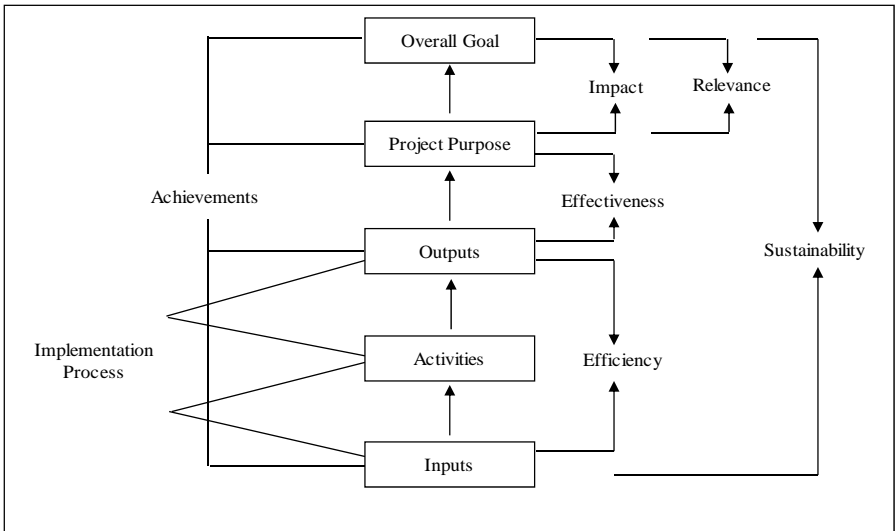 Overall Goal
Impact
Relevance
Project Purpose
Achievements
Effectiveness
Outputs
Sustainability
Implementation
Process
Activities
Efficiency
Inputs